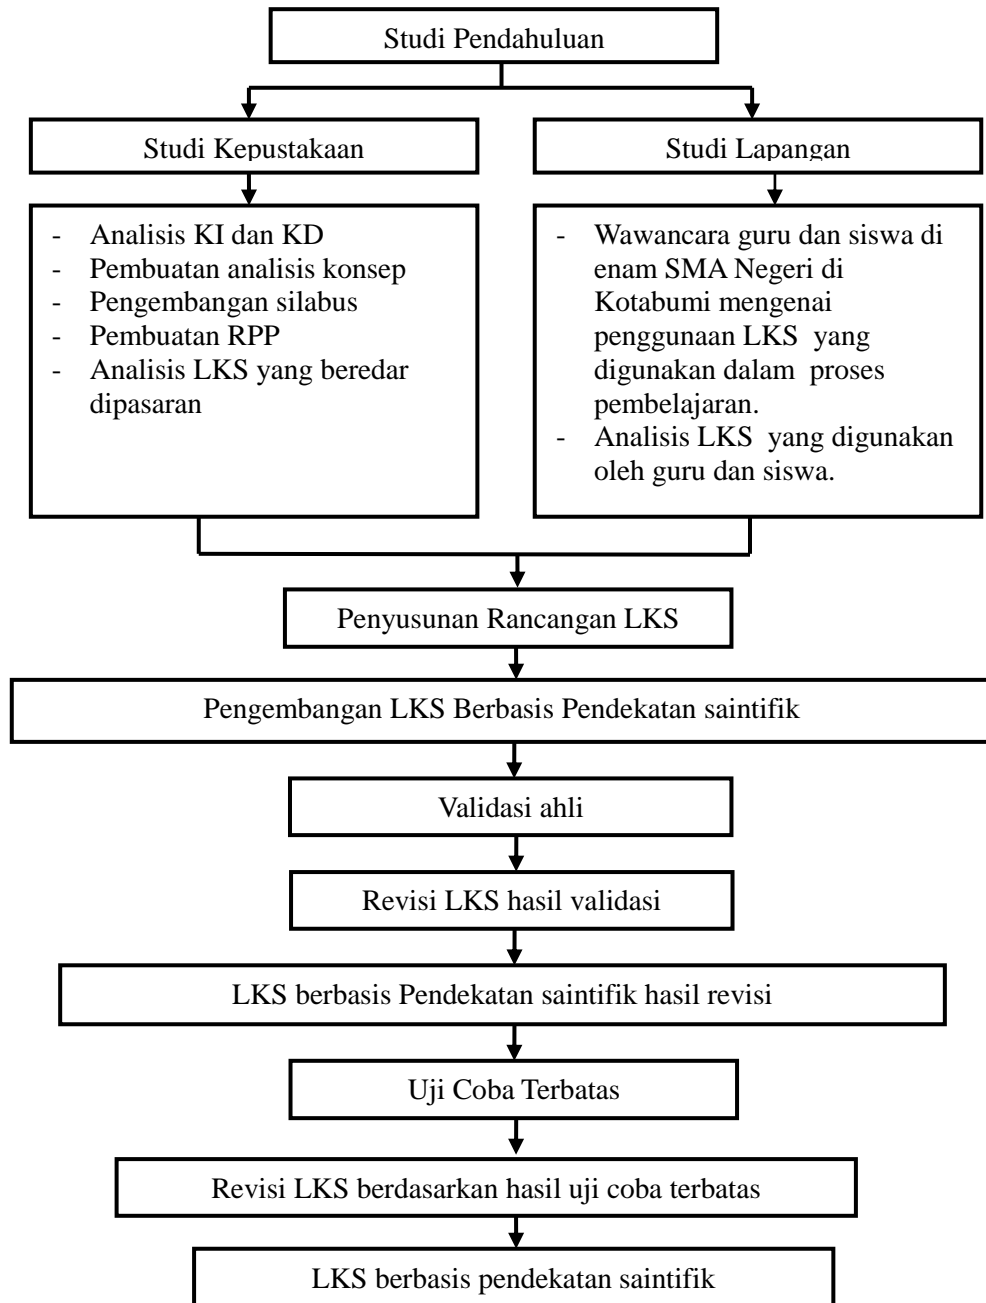 Studi Pendahuluan
Studi Kepustakaan
Studi Lapangan
- Analisis KI dan KD
- Pembuatan analisis konsep
- Pengembangan silabus
- Pembuatan RPP
- Analisis LKS yang beredar
dipasaran
- Wawancara guru dan siswa di
enam SMA Negeri di
Kotabumi mengenai
penggunaan LKS yang
digunakan dalam proses
pembelajaran.
- Analisis LKS yang digunakan
oleh guru dan siswa.
Penyusunan Rancangan LKS
Pengembangan LKS Berbasis Pendekatan saintifik
Validasi ahli
Revisi LKS hasil validasi
LKS berbasis Pendekatan saintifik hasil revisi
Uji Coba Terbatas
Revisi LKS berdasarkan hasil uji coba terbatas
LKS berbasis pendekatan saintifik